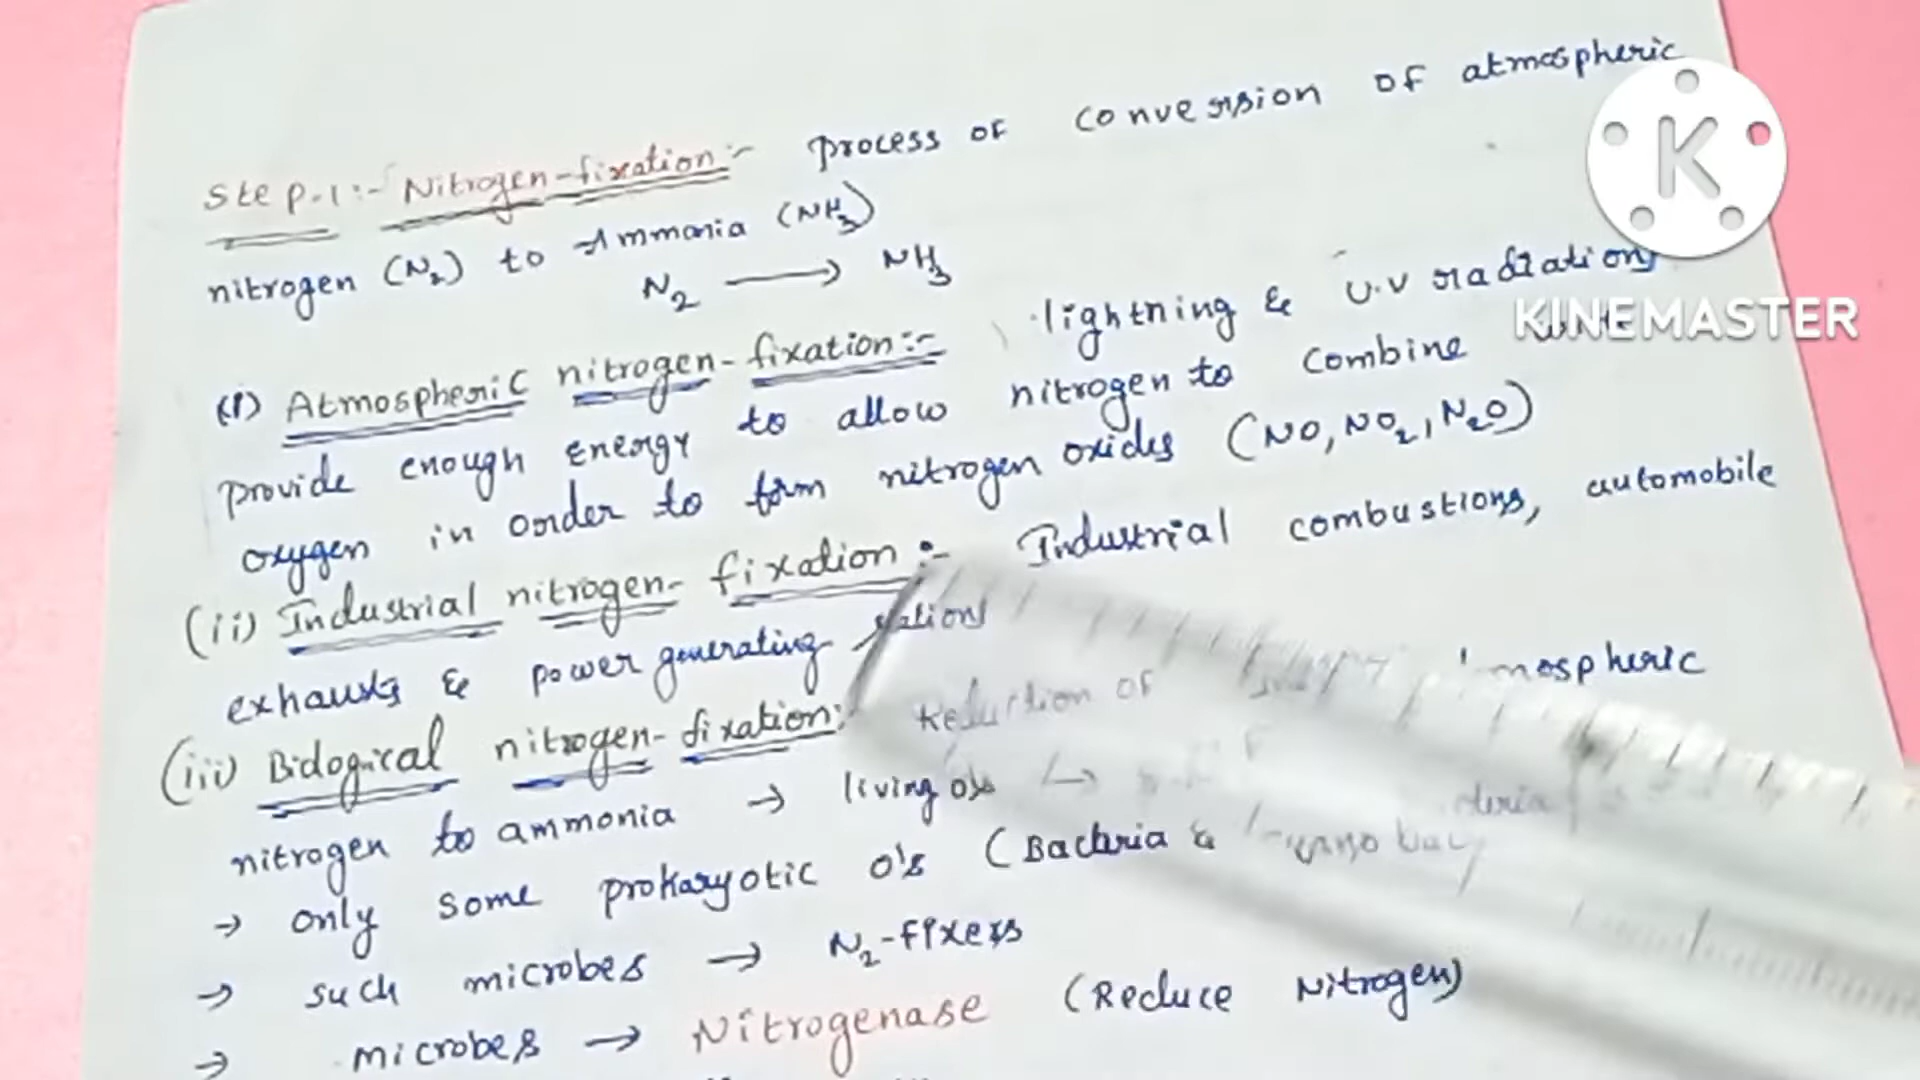 Step-1:- Nitrogen-fixation:- process of conversion of atmospheric
nitrogen (N2) to Ammonia (NH3)
N2 → NH3
(i) Atmospheric nitrogen-fixation:- lightning & U.V radiations
provide enough energy to allow nitrogen to combine
oxygen in order to form nitrogen oxides (NO, NO2, N2O)
(ii) Industrial nitrogen-fixation:- Industrial combustions, automobile
exhausts & power generating
(iii) Biological nitrogen-fixation:- Reduction of
nitrogen to ammonia → living o's →
→ only some prokaryotic o's (Bacteria &
→ such microbes → N2-fixers
→ microbes → Nitrogenase (Reduce Nitrogen)
K
KINEMASTER